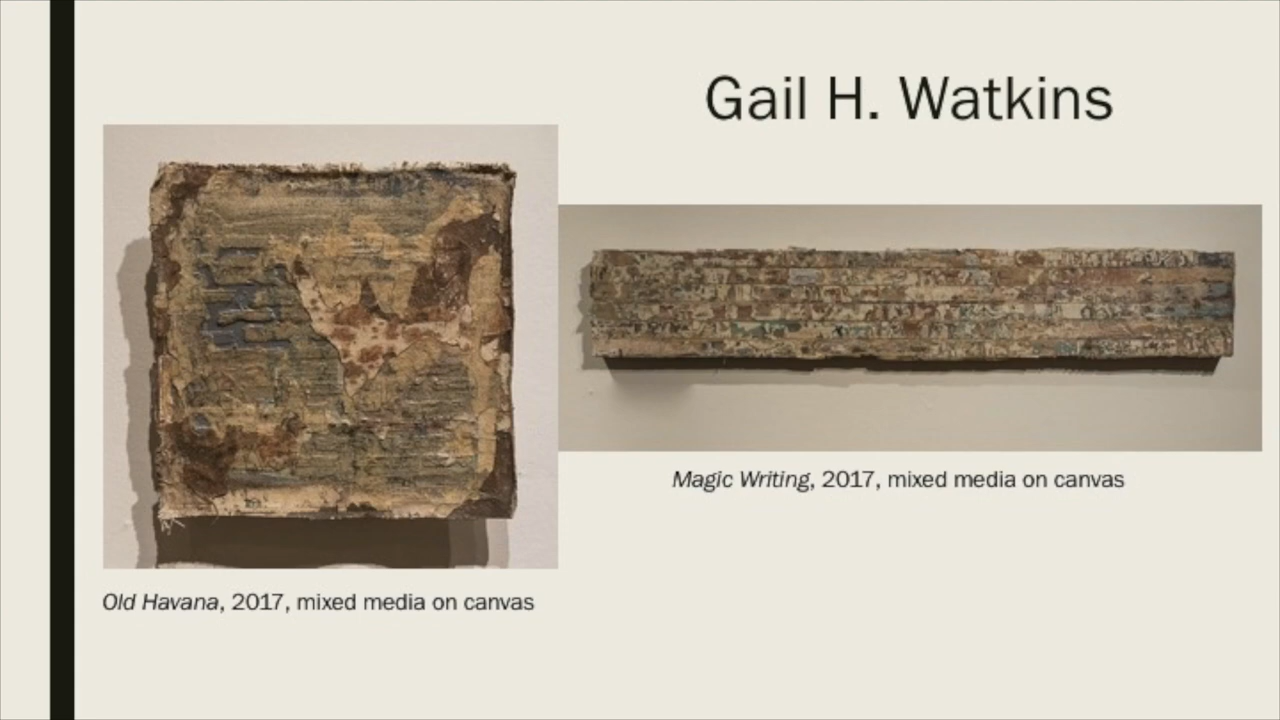 Gail H. Watkins
Magic Writing, 2017, mixed media on canvas
Old Havana, 2017, mixed media on canvas